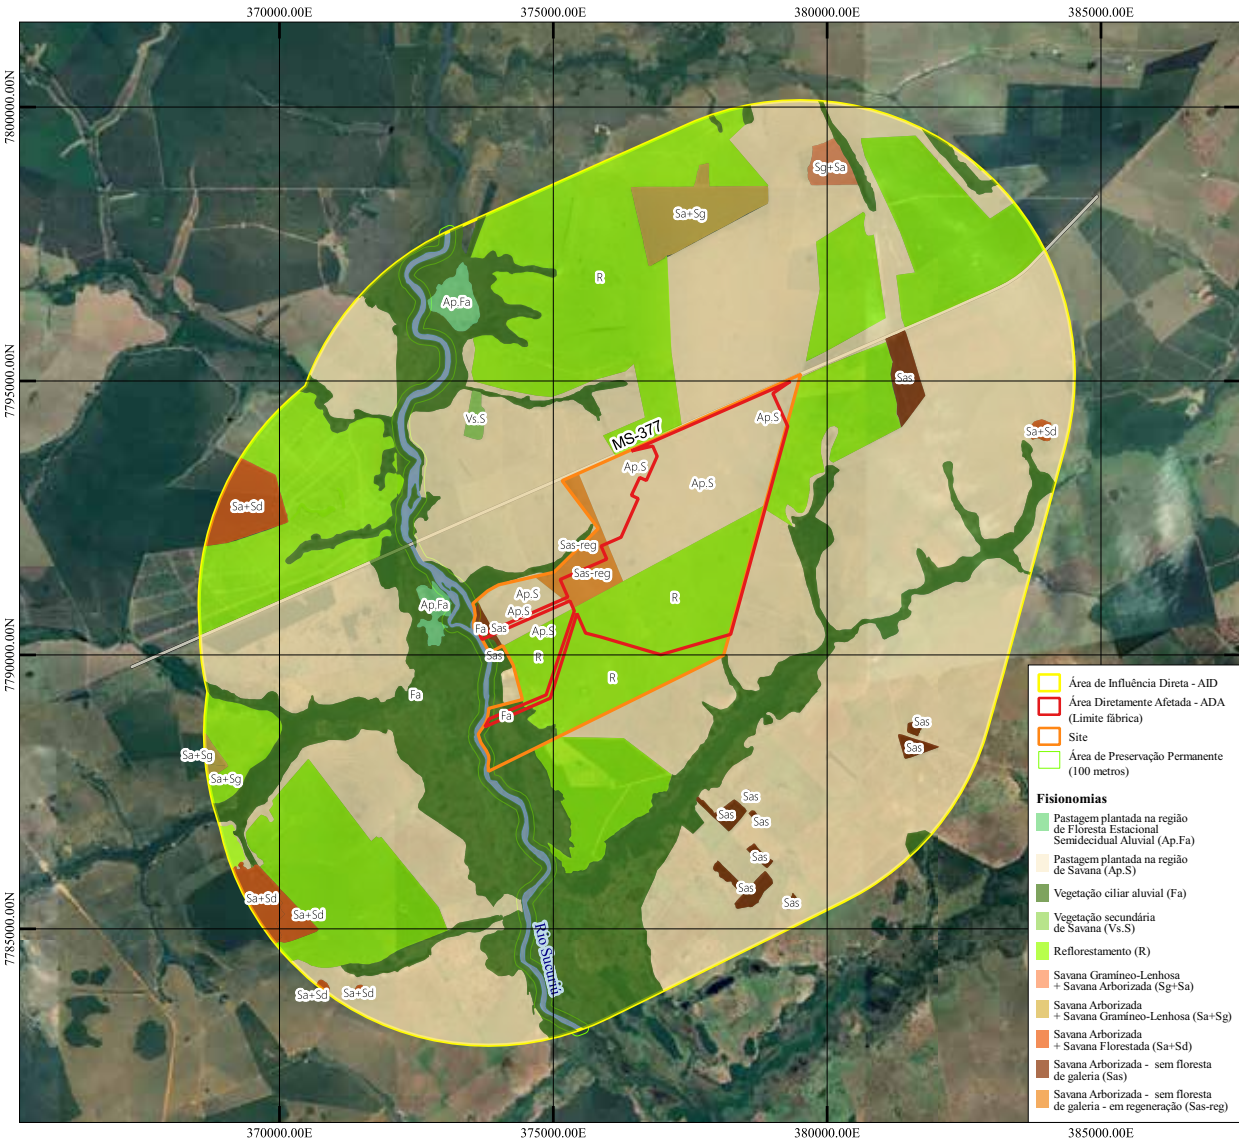 370000.00E
375000.00E
380000.00E
385000.00E
7800000.00N
7795000.00N
7790000.00N
7785000.00N
Sg+Sa
Sa+Sg
R
Ap.Fa
Sas
Vs.S
Ap.S
Sa+Sd
MS-377
Ap.S
Ap.S
Sa+Sd
Sas-reg
Sas-reg
Ap.S
Ap.Fa
R
Ap.S
Fa
Sas
Ap.S
Sas
R
R
Fa
Fa
Sas
Sas
Sa+Sg
Sa+Sg
Sas
Sas
Sas
Sas
Sas
Sa+Sd
Sas
Sa+Sd
Rio Sucuriú
Sa+Sd
Sa+Sd
Área de Influência Direta - AID
Área Diretamente Afetada - ADA
(Limite fábrica)
Site
Área de Preservação Permanente
(100 metros)
Fisionomias
Pastagem plantada na região
de Floresta Estacional
Semidecidual Aluvial (Ap.Fa)
Pastagem plantada na região
de Savana (Ap.S)
Vegetação ciliar aluvial (Fa)
Vegetação secundária
de Savana (Vs.S)
Reflorestamento (R)
Savana Gramíneo-Lenhosa
+ Savana Arborizada (Sg+Sa)
Savana Arborizada
+ Savana Gramíneo-Lenhosa (Sa+Sg)
Savana Arborizada
+ Savana Florestada (Sa+Sd)
Savana Arborizada - sem floresta
de galeria (Sas)
Savana Arborizada - sem floresta
de galeria - em regeneração (Sas-reg)
370000.00E
375000.00E
380000.00E
385000.00E